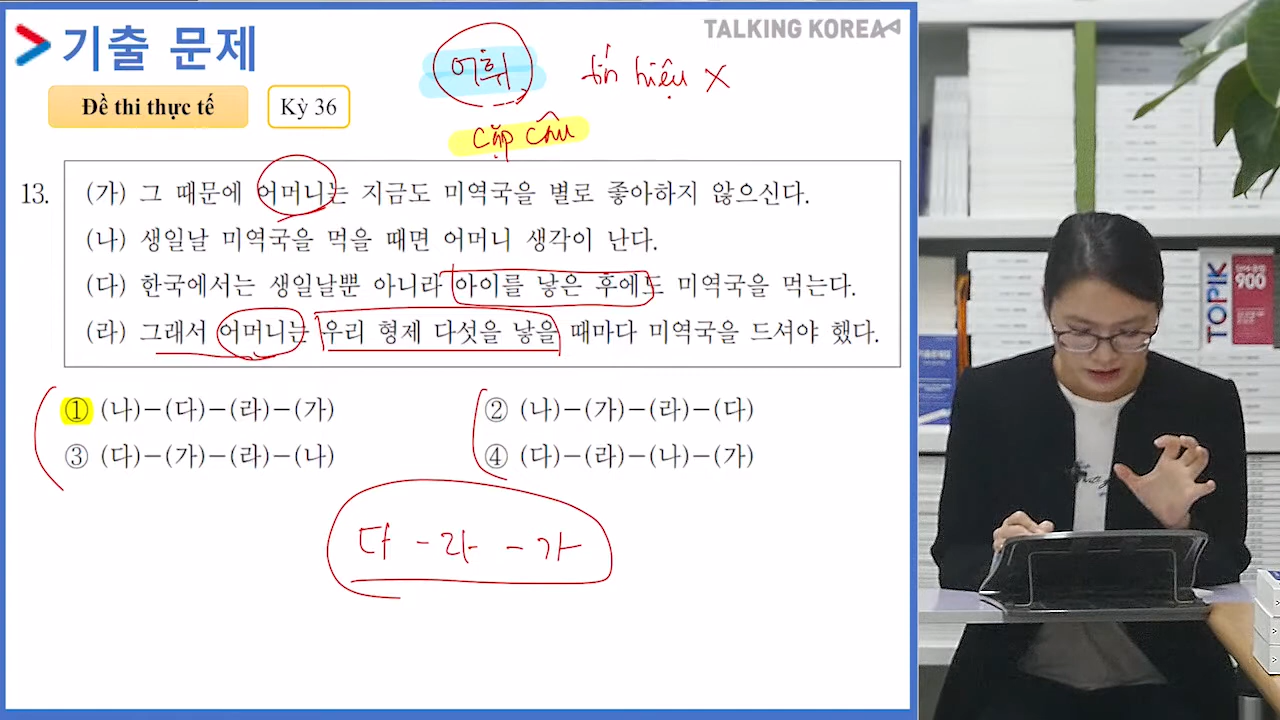 기출 문제
TALKING KOREA
Đề thi thực tế
Kỳ 36
어휘
tín hiệu X
cặp câu
13.
(가) 그 때문에 어머니는 지금도 미역국을 별로 좋아하지 않으신다.
(나) 생일날 미역국을 먹을 때면 어머니 생각이 난다.
(다) 한국에서는 생일날뿐 아니라 아이를 낳은 후에도 미역국을 먹는다.
(라) 그래서 어머니는 우리 형제 다섯을 낳을 때마다 미역국을 드셔야 했다.
① (나)-(다)-(라)-(가)
② (나)-(가)-(라)-(다)
③ (다)-(가)-(라)-(나)
④ (다)-(라)-(나)-(가)
다 - 라 - 가
TOPIK
900